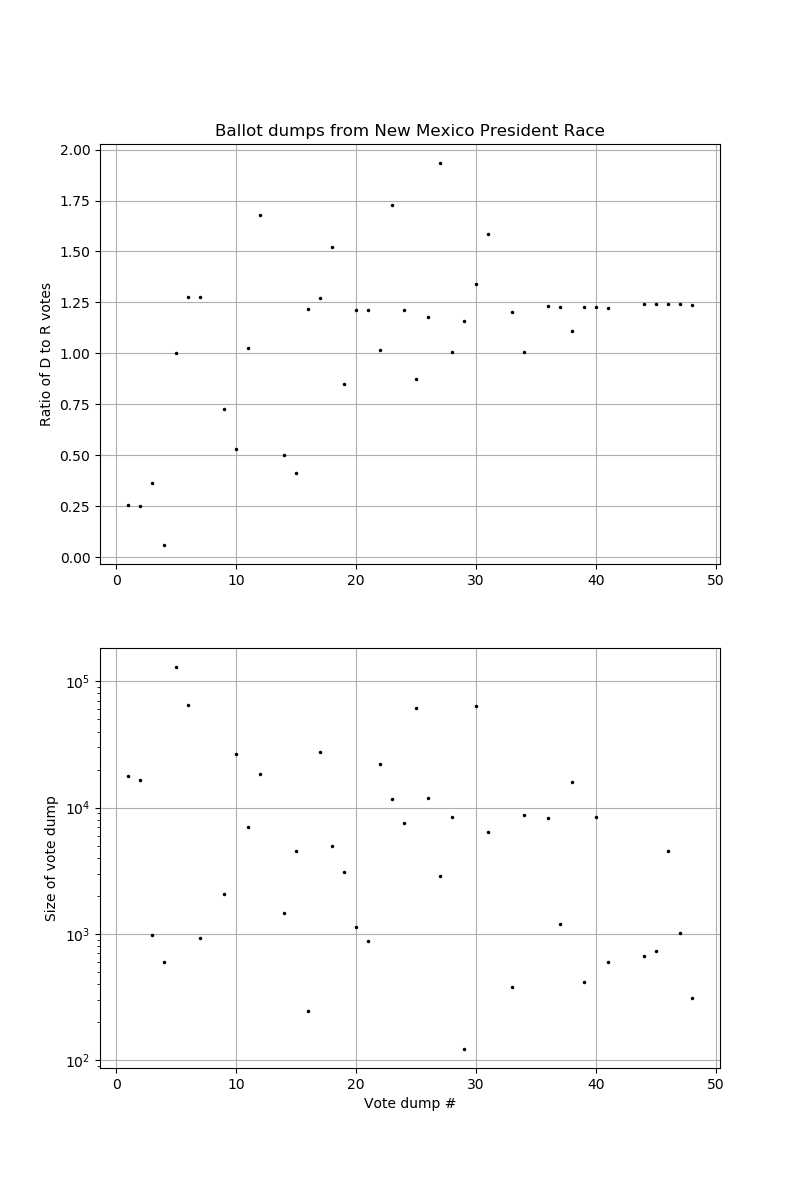 Ballot dumps from New Mexico President Race
2.00
1.75
1.50
1.25
1.00
0.75
0.50
0.25
0.00
Ratio of D to R votes
0 10 20 30 40 50
10^5
10^4
10^3
10^2
Size of vote dump
0 10 20 30 40 50
Vote dump #